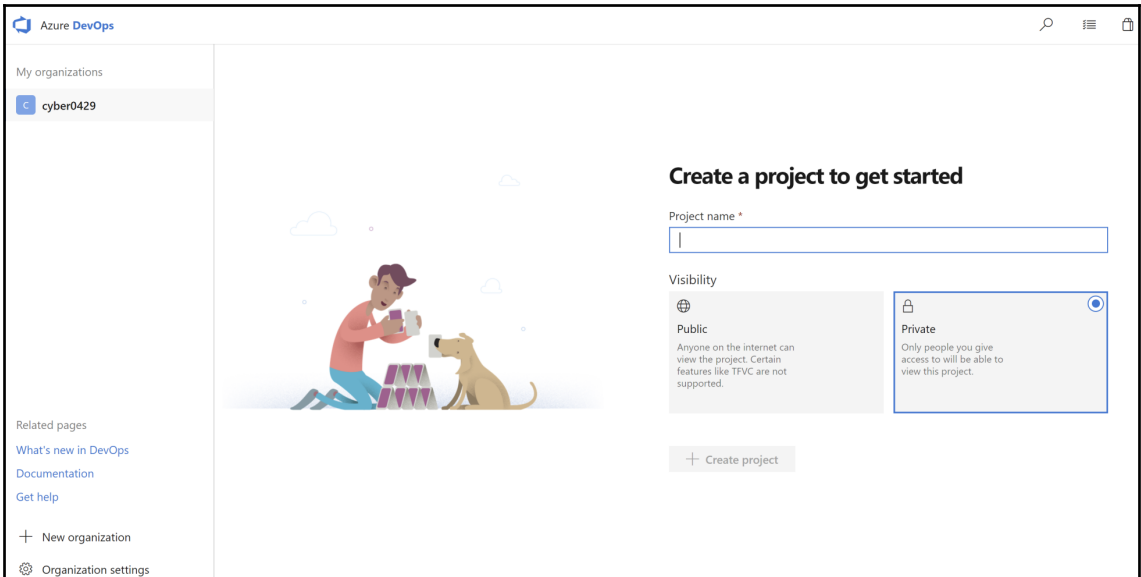 Azure DevOps
My organizations
C cyber0429
Create a project to get started
Project name *
Visibility
Public
Anyone on the internet can
view the project. Certain
features like TFVC are not
supported.
Private
Only people you give
access to will be able to
view this project.
+ Create project
Related pages
What's new in DevOps
Documentation
Get help
+ New organization
Organization settings